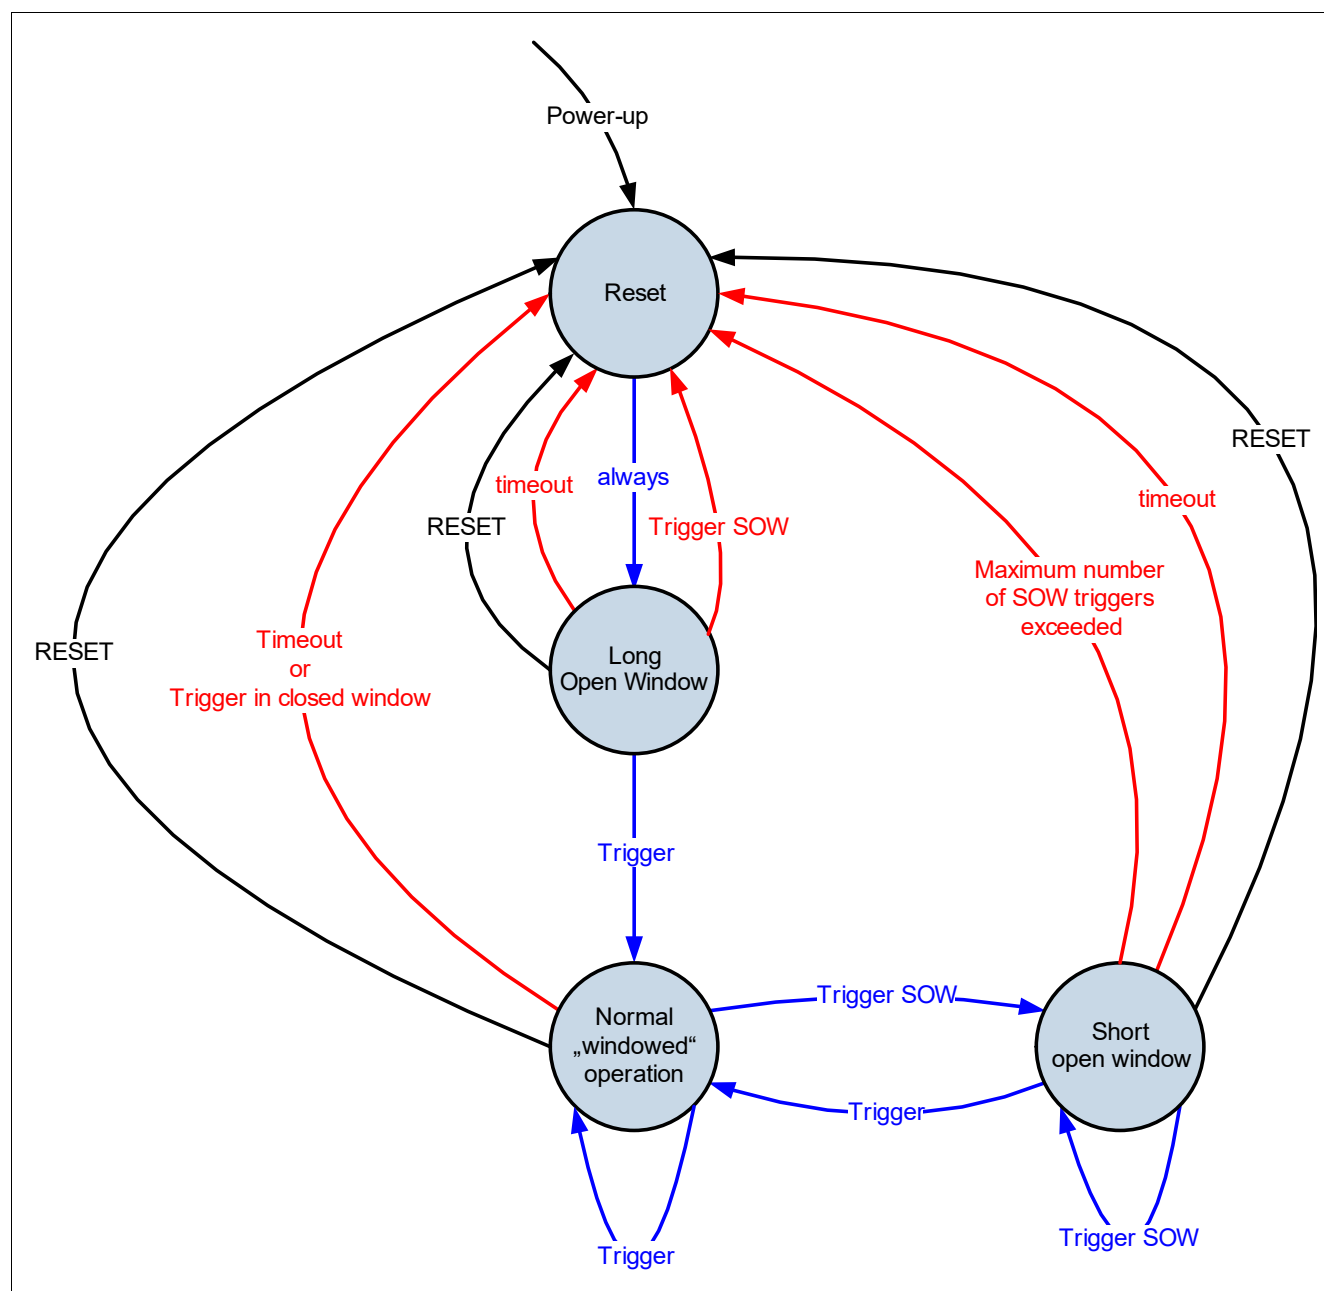 Power-up
Reset
RESET
timeout
always
timeout
RESET
Trigger SOW
Maximum number
of SOW triggers
exceeded
RESET
Timeout
or
Trigger in closed window
Long
Open Window
Trigger
Normal
„windowed“
operation
Trigger SOW
Short
open window
Trigger
Trigger
Trigger SOW